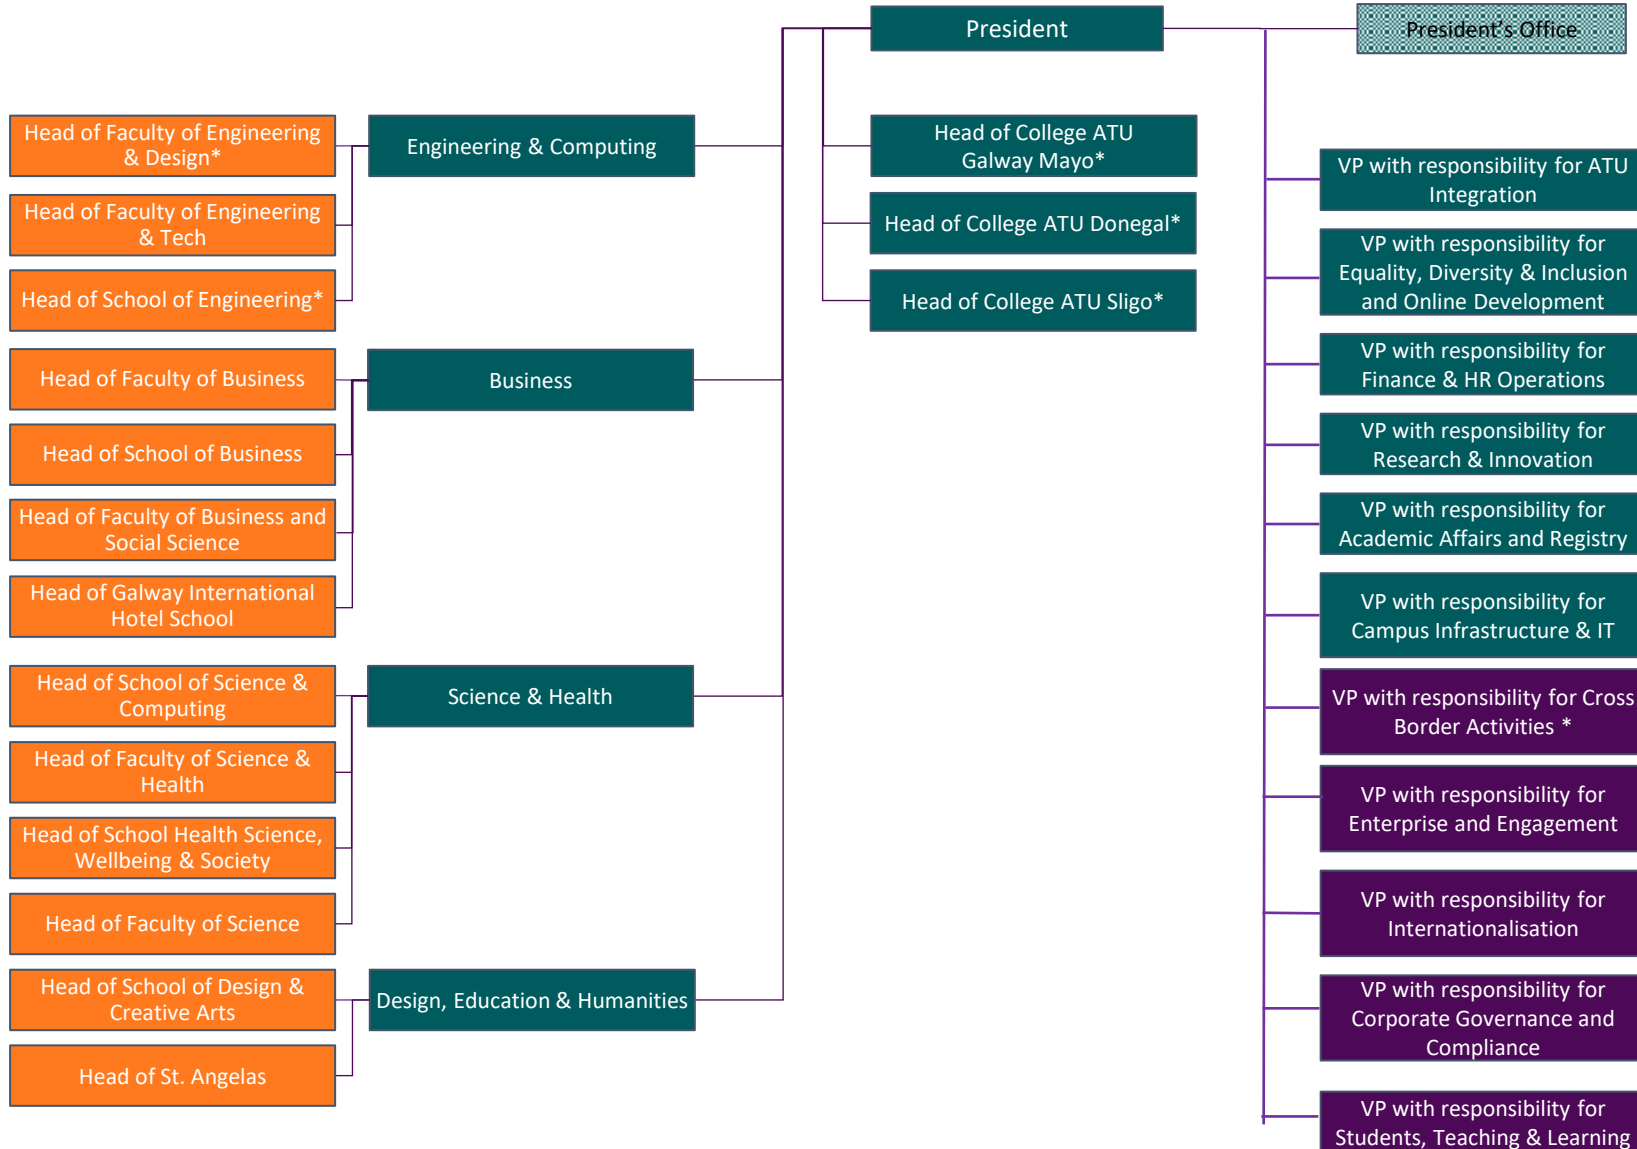 President
President's Office
Head of Faculty of Engineering
& Design*
Head of Faculty of Engineering
& Tech
Head of School of Engineering*
Engineering & Computing
Head of Faculty of Business
Head of School of Business
Head of Faculty of Business and
Social Science
Head of Galway International
Hotel School
Business
Head of School of Science &
Computing
Head of Faculty of Science &
Health
Head of School Health Science,
Wellbeing & Society
Head of Faculty of Science
Science & Health
Head of School of Design &
Creative Arts
Head of St. Angelas
Design, Education & Humanities
Head of College ATU
Galway Mayo*
Head of College ATU Donegal*
Head of College ATU Sligo*
VP with responsibility for ATU
Integration
VP with responsibility for
Equality, Diversity & Inclusion
and Online Development
VP with responsibility for
Finance & HR Operations
VP with responsibility for
Research & Innovation
VP with responsibility for
Academic Affairs and Registry
VP with responsibility for
Campus Infrastructure & IT
VP with responsibility for Cross
Border Activities *
VP with responsibility for
Enterprise and Engagement
VP with responsibility for
Internationalisation
VP with responsibility for
Corporate Governance and
Compliance
VP with responsibility for
Students, Teaching & Learning